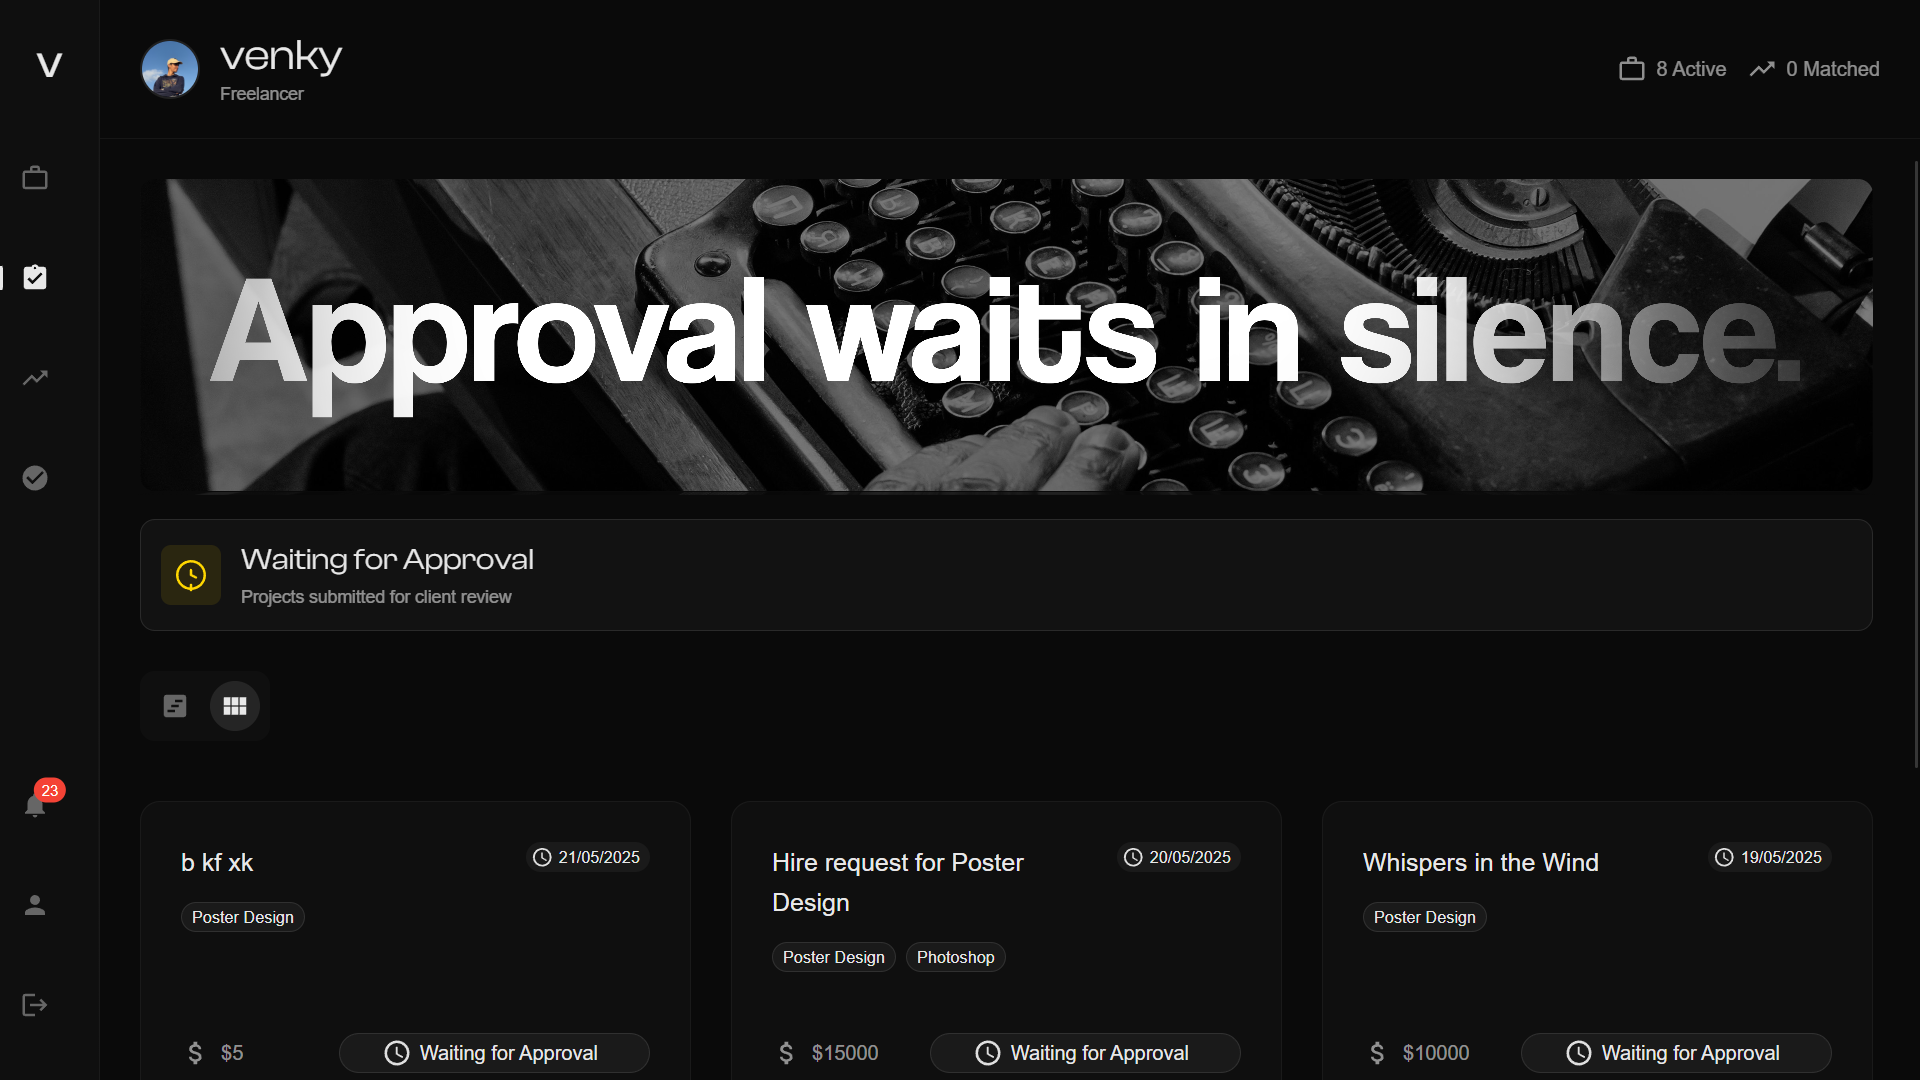 V
venky
Freelancer
8 Active
0 Matched
Approval waits in silence.
Waiting for Approval
Projects submitted for client review
23
b kf xk
21/05/2025
Poster Design
$5
Waiting for Approval
Hire request for Poster
Design
20/05/2025
Poster Design
Photoshop
$15000
Waiting for Approval
Whispers in the Wind
19/05/2025
Poster Design
$10000
Waiting for Approval